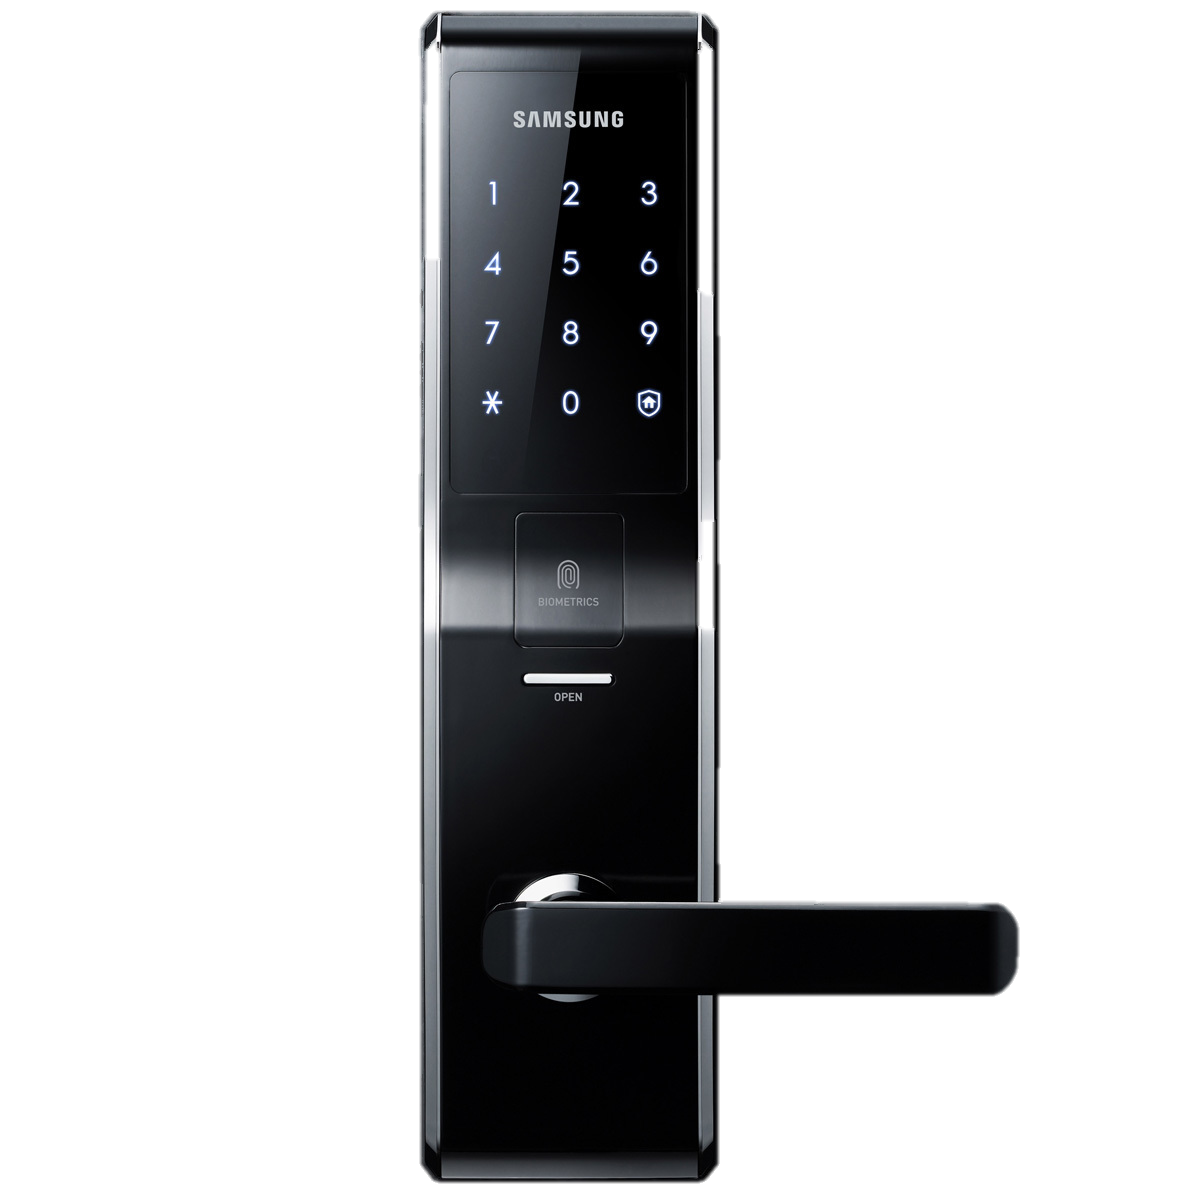 SAMSUNG
1 2 3
4 5 6
7 8 9
* 0
BIOMETRICS
OPEN